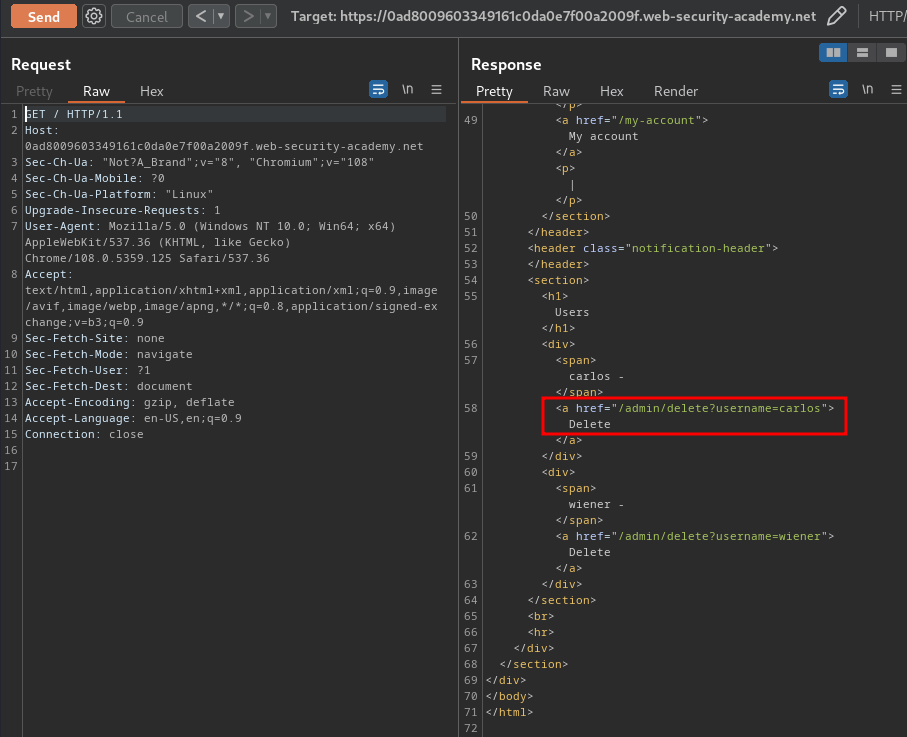 Send Cancel < > Target: https://0ad8009603349161c0da0e7f00a2009f.web-security-academy.net HTTP/
Request
Pretty Raw Hex \n
1 GET / HTTP/1.1
2 Host:
0ad8009603349161c0da0e7f00a2009f.web-security-academy.net
3 Sec-Ch-Ua: "Not?A_Brand";v="8", "Chromium";v="108"
4 Sec-Ch-Ua-Mobile: ?0
5 Sec-Ch-Ua-Platform: "Linux"
6 Upgrade-Insecure-Requests: 1
7 User-Agent: Mozilla/5.0 (Windows NT 10.0; Win64; x64)
AppleWebKit/537.36 (KHTML, like Gecko)
Chrome/108.0.5359.125 Safari/537.36
8 Accept:
text/html,application/xhtml+xml,application/xml;q=0.9,image
/avif,image/webp,image/apng,*/*;q=0.8,application/signed-ex
change;v=b3;q=0.9
9 Sec-Fetch-Site: none
10 Sec-Fetch-Mode: navigate
11 Sec-Fetch-User: ?1
12 Sec-Fetch-Dest: document
13 Accept-Encoding: gzip, deflate
14 Accept-Language: en-US,en;q=0.9
15 Connection: close
16
17
Response
Pretty Raw Hex Render \n
</p>
49 <a href="/my-account">
My account
</a>
<p>
|
</p>
50 </section>
51 </header>
52 <header class="notification-header">
53 </header>
54 <section>
55 <h1>
Users
</h1>
56 <div>
57 <span>
carlos -
</span>
58 <a href="/admin/delete?username=carlos">
Delete
</a>
59 </div>
60 <div>
61 <span>
wiener -
</span>
62 <a href="/admin/delete?username=wiener">
Delete
</a>
63 </div>
64 </section>
65 <br>
66 <hr>
67 </div>
68 </section>
69 </div>
70 </body>
71 </html>
72